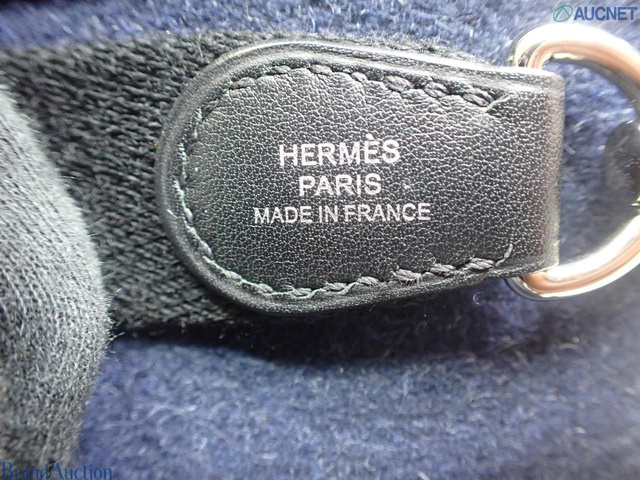 AUCNET
HERMÈS
PARIS
MADE IN FRANCE
Brand Auction